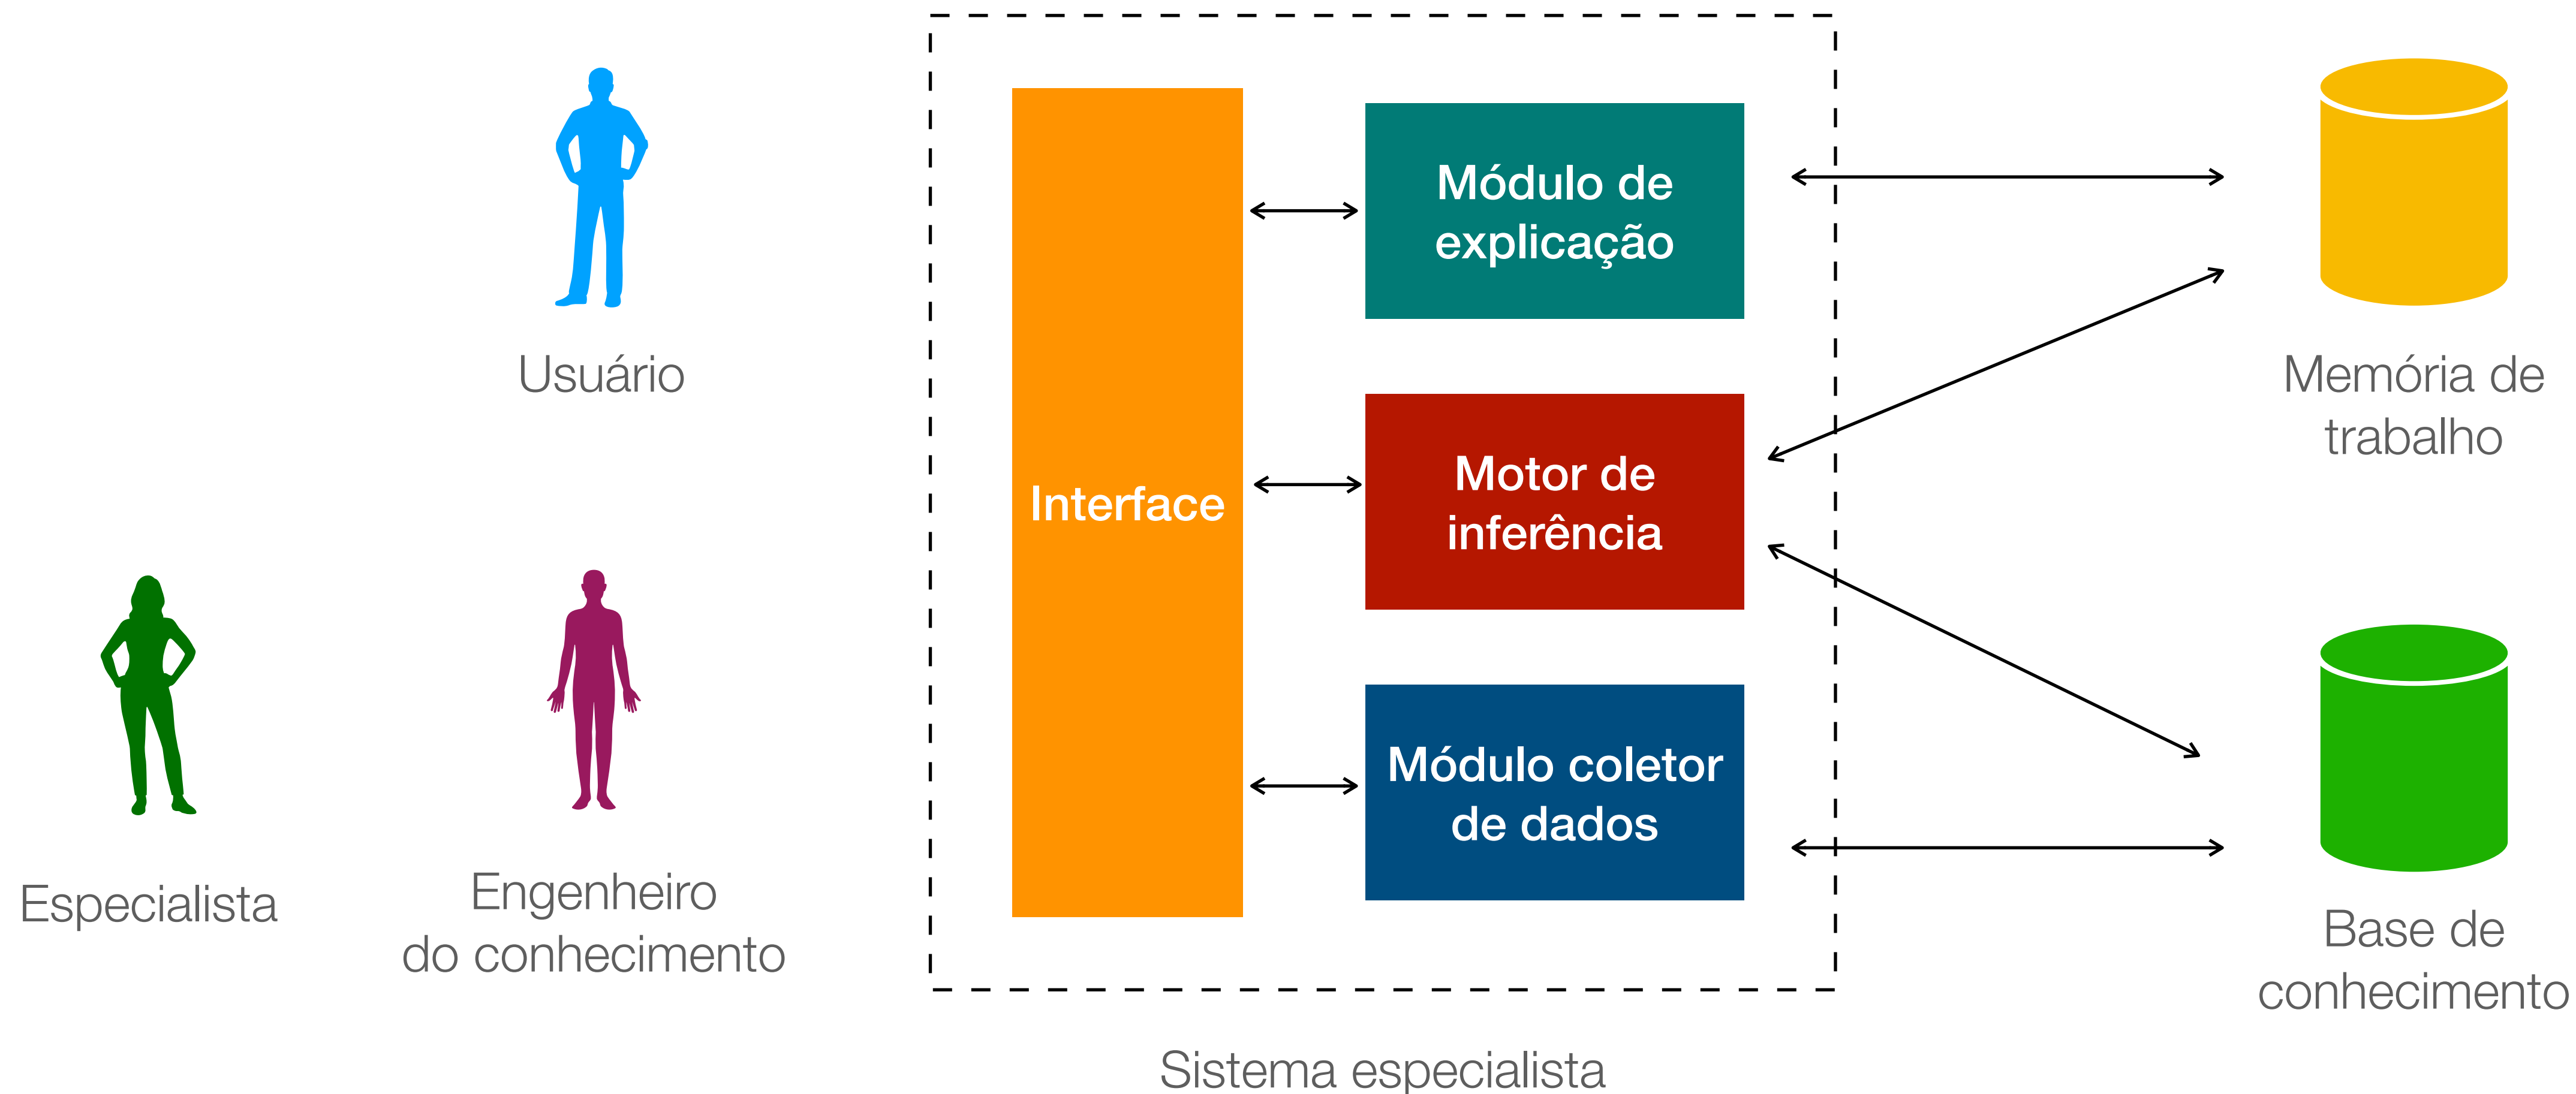 Usuário
Especialista
Engenheiro
do conhecimento
Interface
Módulo de
explicação
Motor de
inferência
Módulo coletor
de dados
Sistema especialista
Memória de
trabalho
Base de
conhecimento